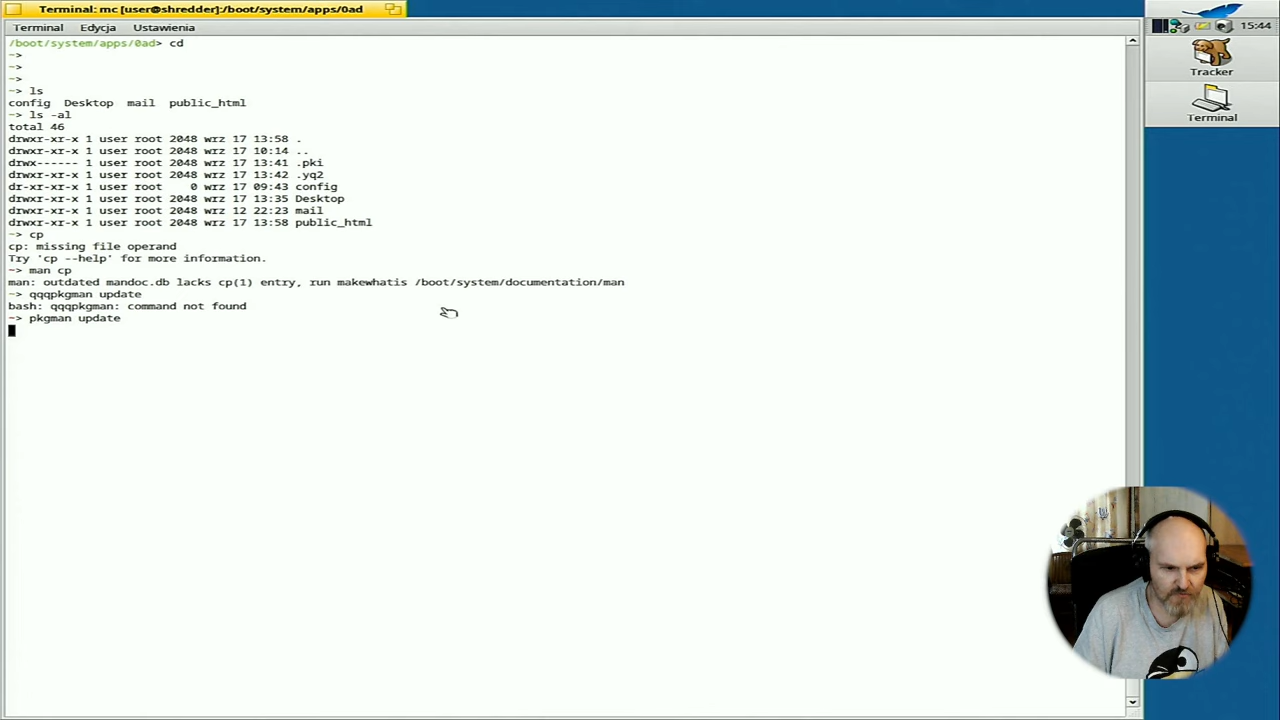 Terminal: mc [user@shredder]:/boot/system/apps/0ad
Terminal Edycja Ustawienia
/boot/system/apps/0ad> cd
~>
~>
~>
~> ls
config Desktop mail public_html
~> ls -al
total 46
drwxr-xr-x 1 user root 2048 wrz 17 13:58 .
drwxr-xr-x 1 user root 2048 wrz 17 10:14 ..
drwx------ 1 user root 2048 wrz 17 13:41 .pki
drwxr-xr-x 1 user root 2048 wrz 17 13:42 .yq2
dr-xr-xr-x 1 user root    0 wrz 17 09:43 config
drwxr-xr-x 1 user root 2048 wrz 17 13:35 Desktop
drwxr-xr-x 1 user root 2048 wrz 12 22:23 mail
drwxr-xr-x 1 user root 2048 wrz 17 13:58 public_html
~> cp
cp: missing file operand
Try 'cp --help' for more information.
~> man cp
man: outdated mandoc.db lacks cp(1) entry, run makewhatis /boot/system/documentation/man
~> qqqpkgman update
bash: qqqpkgman: command not found
~> pkgman update
15:44
Tracker
Terminal